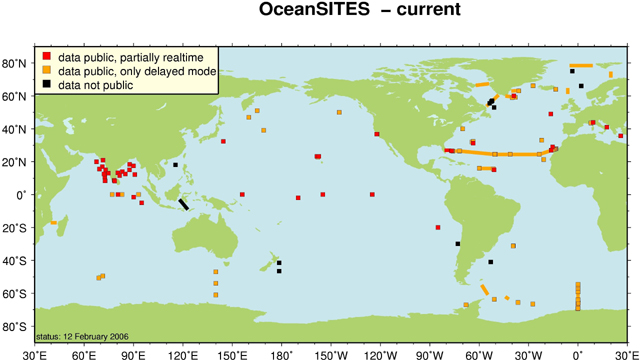 OceanSITES – current
data public, partially realtime
data public, only delayed mode
data not public
80°N
60°N
40°N
20°N
0°
20°S
40°S
60°S
80°S
status: 12 February 2006
30°E 60°E 90°E 120°E 150°E 180°W 150°W 120°W 90°W 60°W 30°W 0° 30°E